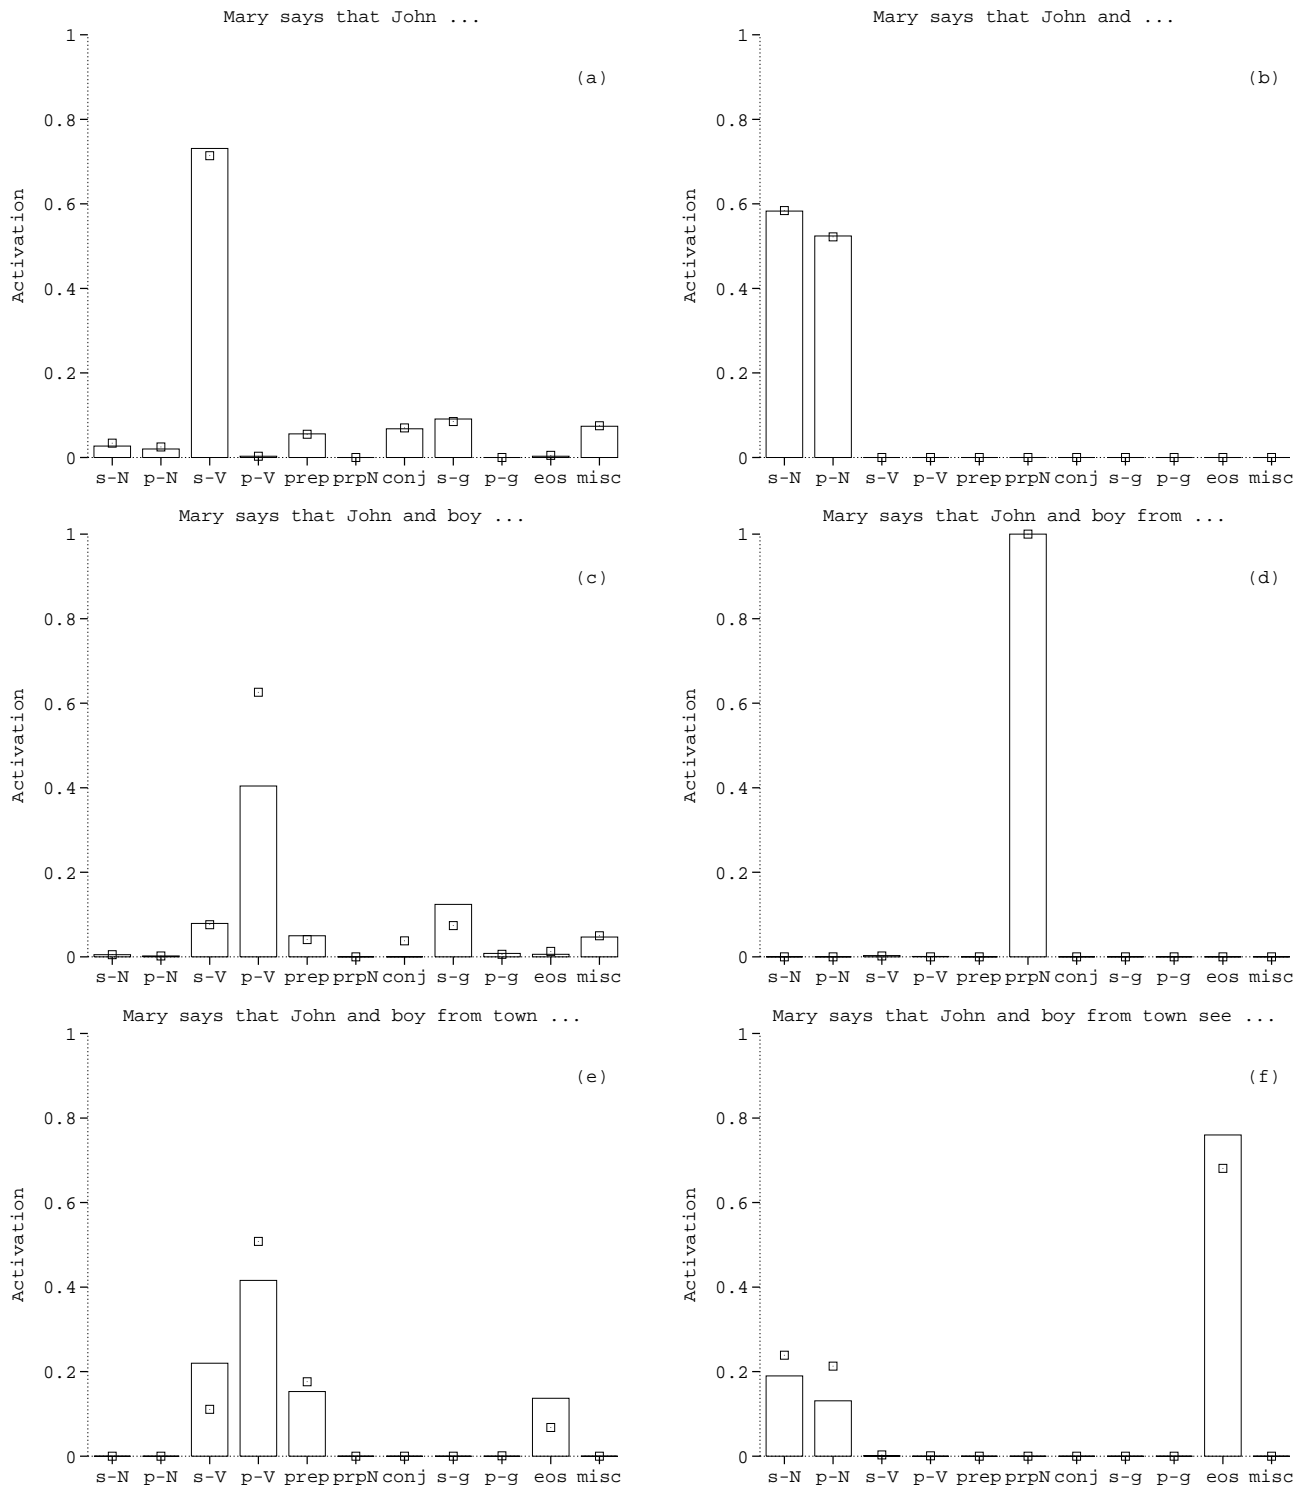 Mary says that John ...
1
(a)
0.8
0.6
Activation
0.4
0.2
0
s-N p-N s-V p-V prep prpN conj s-g p-g eos misc
Mary says that John and ...
1
(b)
0.8
0.6
Activation
0.4
0.2
0
s-N p-N s-V p-V prep prpN conj s-g p-g eos misc
Mary says that John and boy ...
1
(c)
0.8
0.6
Activation
0.4
0.2
0
s-N p-N s-V p-V prep prpN conj s-g p-g eos misc
Mary says that John and boy from ...
1
(d)
0.8
0.6
Activation
0.4
0.2
0
s-N p-N s-V p-V prep prpN conj s-g p-g eos misc
Mary says that John and boy from town ...
1
(e)
0.8
0.6
Activation
0.4
0.2
0
s-N p-N s-V p-V prep prpN conj s-g p-g eos misc
Mary says that John and boy from town see ...
1
(f)
0.8
0.6
Activation
0.4
0.2
0
s-N p-N s-V p-V prep prpN conj s-g p-g eos misc